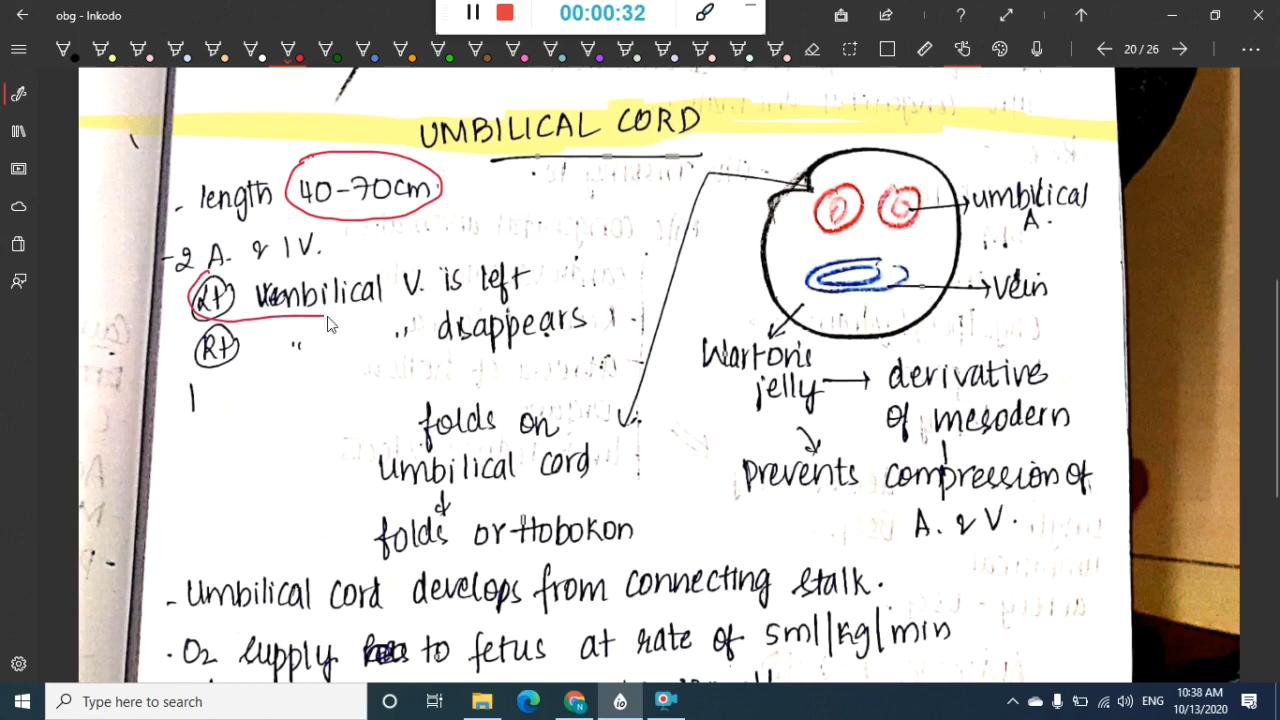 obg - Inkodo
00:00:32
20 / 26
UMBILICAL CORD
- length 40-70cm.
- 2 A. & 1 V.
Lt umbilical V. is left
Rt " " disappears
folds on
umbilical cord
folds or Hobokon
umbilical
A.
Vein
Warton's
jelly → derivative
of mesoderm
prevents compression of
A. & V.
- Umbilical cord develops from connecting stalk.
. O2 supply to fetus at rate of 5ml/kg/min
Type here to search
ENG
10:38 AM
10/13/2020